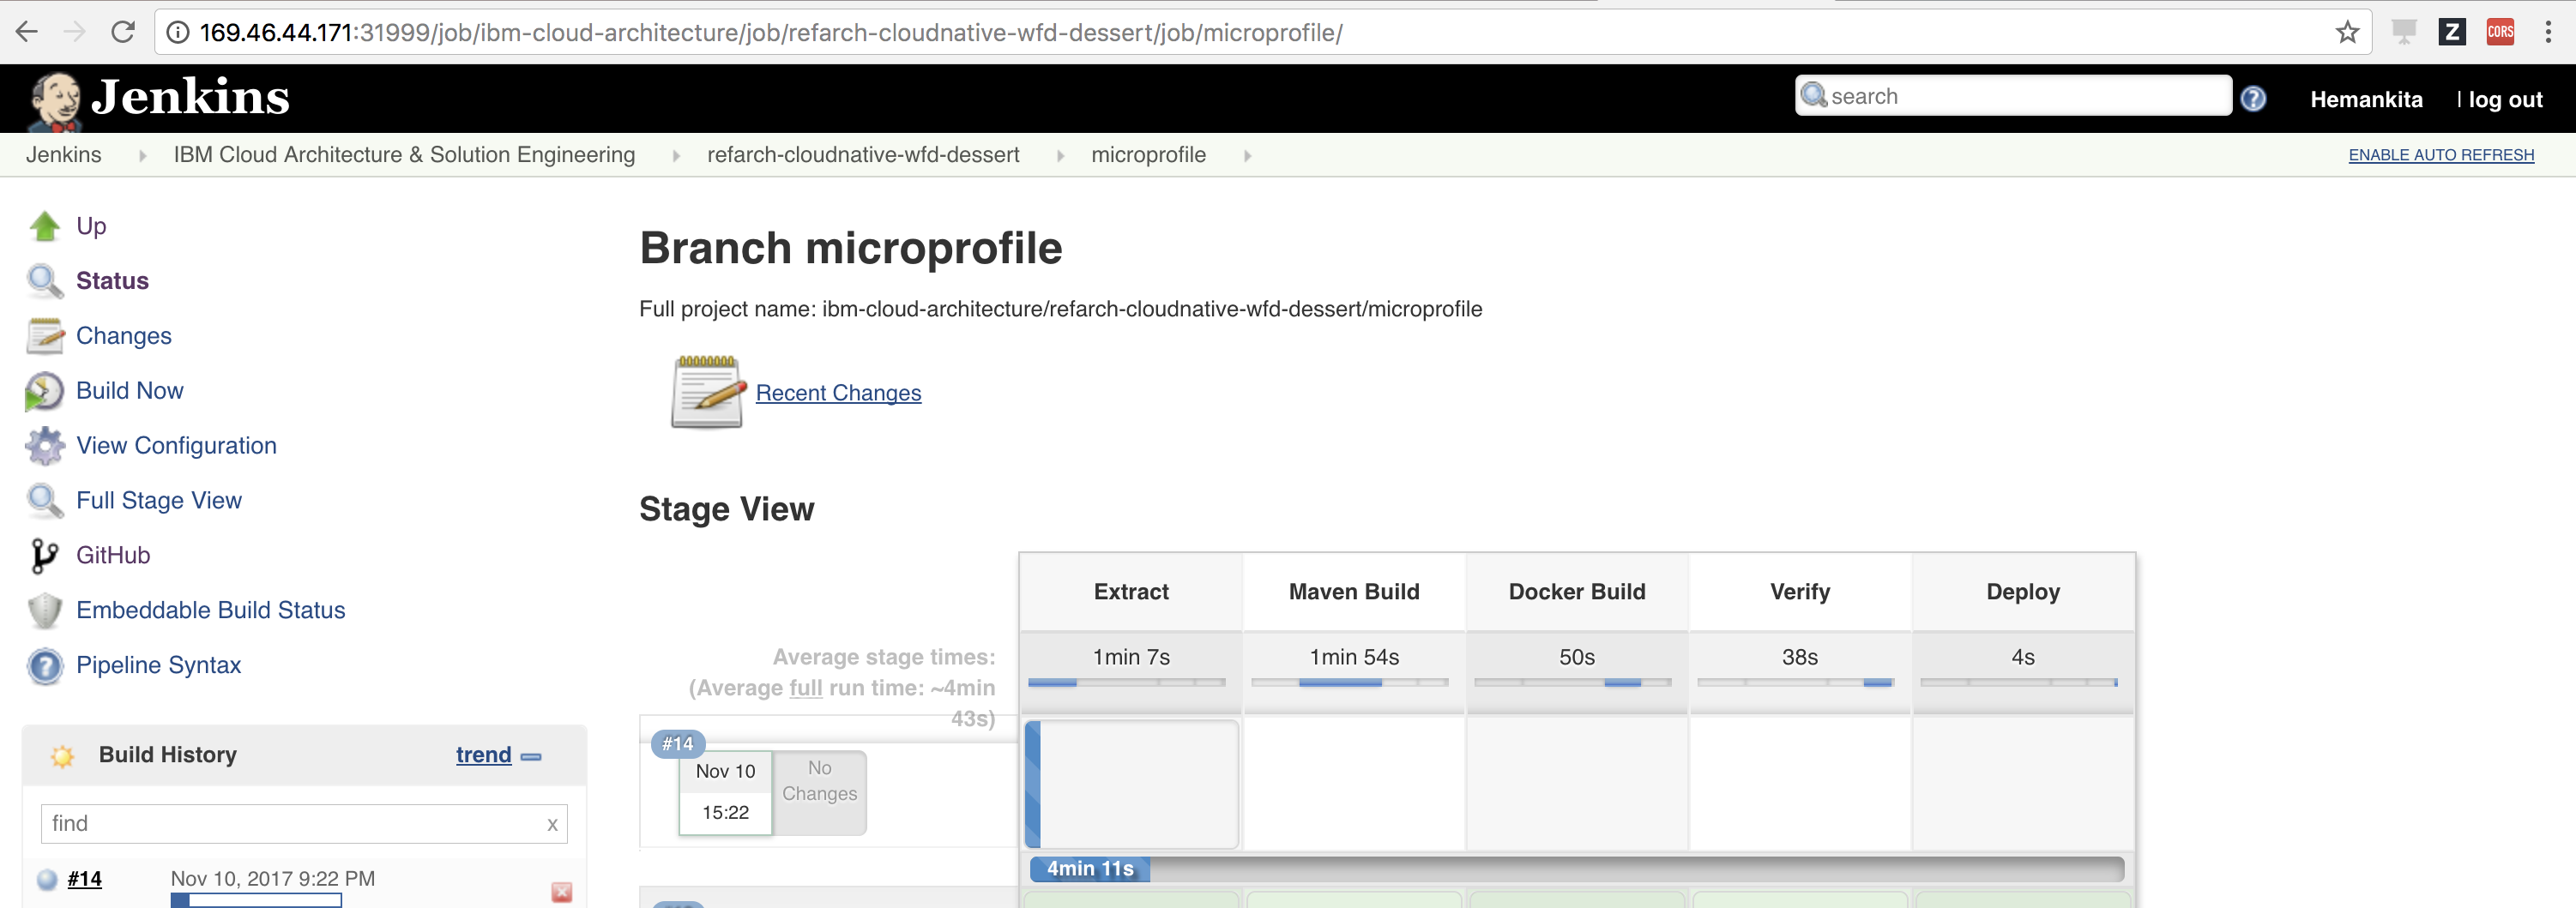 169.46.44.171:31999/job/ibm-cloud-architecture/job/refarch-cloudnative-wfd-dessert/job/microprofile/
Z CORS
Jenkins
search
Hemankita | log out
Jenkins IBM Cloud Architecture & Solution Engineering refarch-cloudnative-wfd-dessert microprofile
ENABLE AUTO REFRESH
Up
Status
Changes
Build Now
View Configuration
Full Stage View
GitHub
Embeddable Build Status
Pipeline Syntax
Build History trend
find x
#14 Nov 10, 2017 9:22 PM
Branch microprofile
Full project name: ibm-cloud-architecture/refarch-cloudnative-wfd-dessert/microprofile
Recent Changes
Stage View
Extract Maven Build Docker Build Verify Deploy
Average stage times:
(Average full run time: ~4min
43s)
1min 7s 1min 54s 50s 38s 4s
#14
Nov 10
15:22
No
Changes
4min 11s